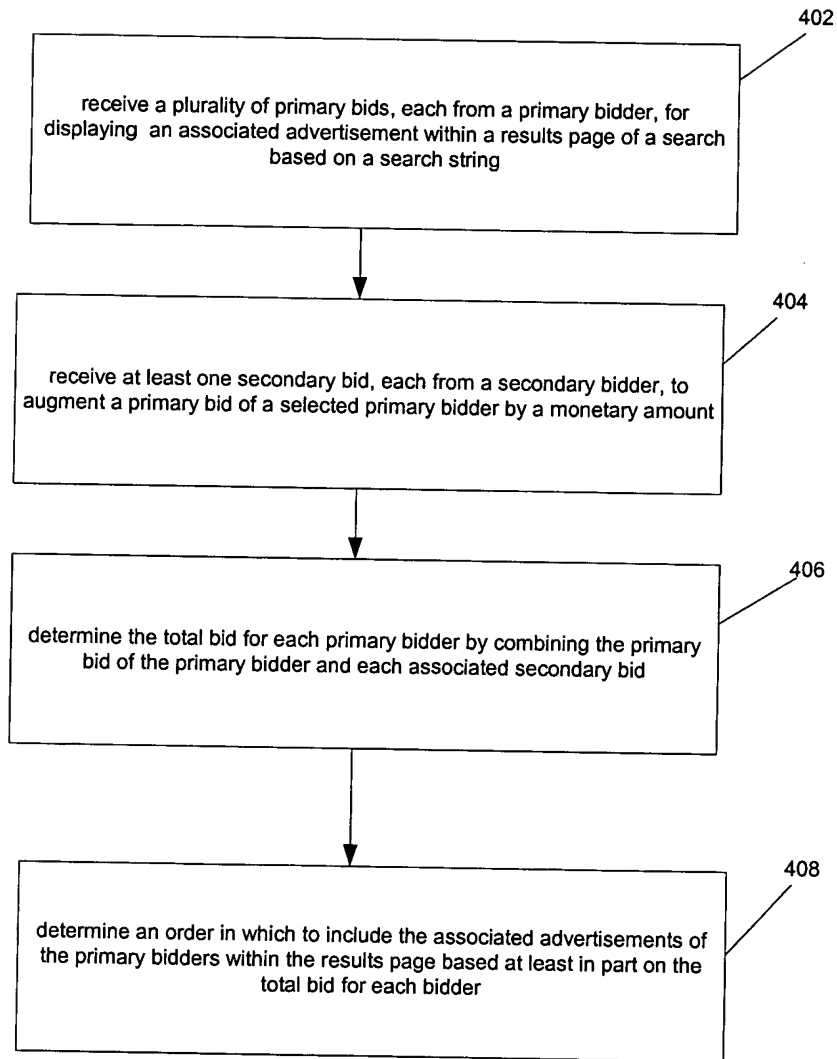 402
receive a plurality of primary bids, each from a primary bidder, for
displaying an associated advertisement within a results page of a search
based on a search string
404
receive at least one secondary bid, each from a secondary bidder, to
augment a primary bid of a selected primary bidder by a monetary amount
406
determine the total bid for each primary bidder by combining the primary
bid of the primary bidder and each associated secondary bid
408
determine an order in which to include the associated advertisements of
the primary bidders within the results page based at least in part on the
total bid for each bidder